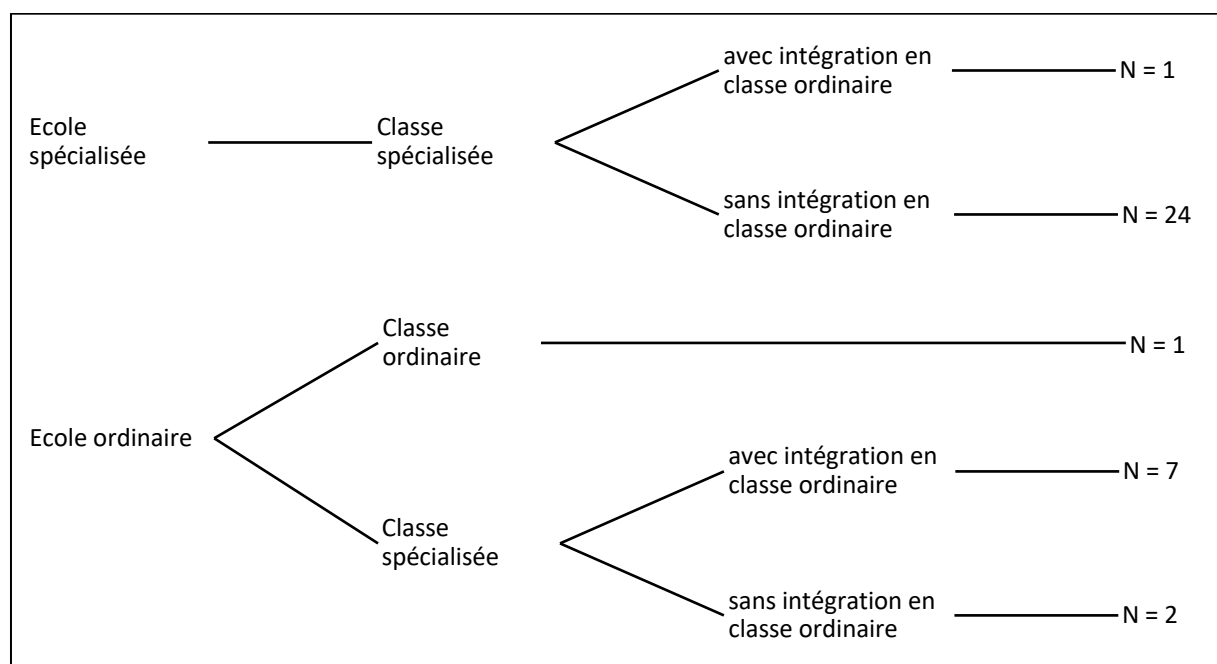 avec intégration en
classe ordinaire
N = 1
Ecole
spécialisée
Classe
spécialisée
sans intégration en
classe ordinaire
N = 24
Classe
ordinaire
N = 1
Ecole ordinaire
avec intégration en
classe ordinaire
N = 7
Classe
spécialisée
sans intégration en
classe ordinaire
N = 2